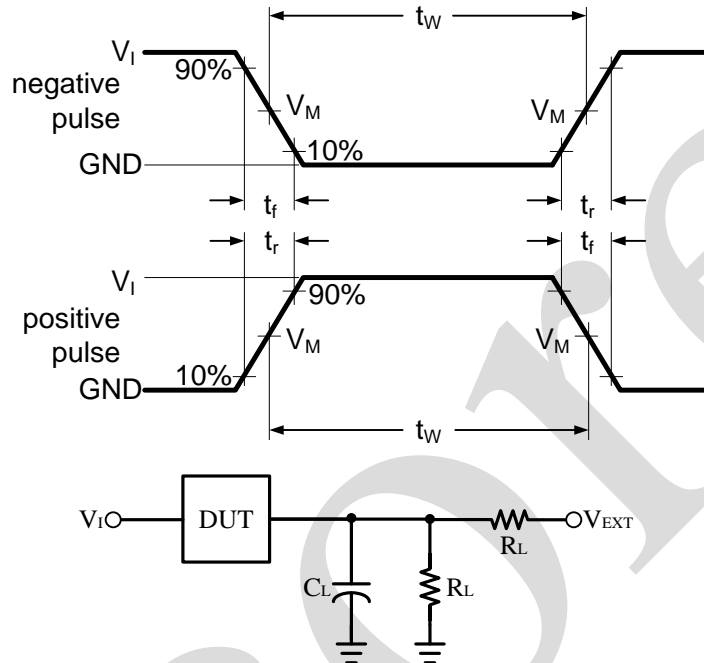 tW
VI
90%
negative
pulse
VM
VM
10%
GND
tf
tr
tr
tf
VI
90%
positive
pulse
VM
VM
10%
GND
tW
VI
DUT
VEXT
RL
CL
RL